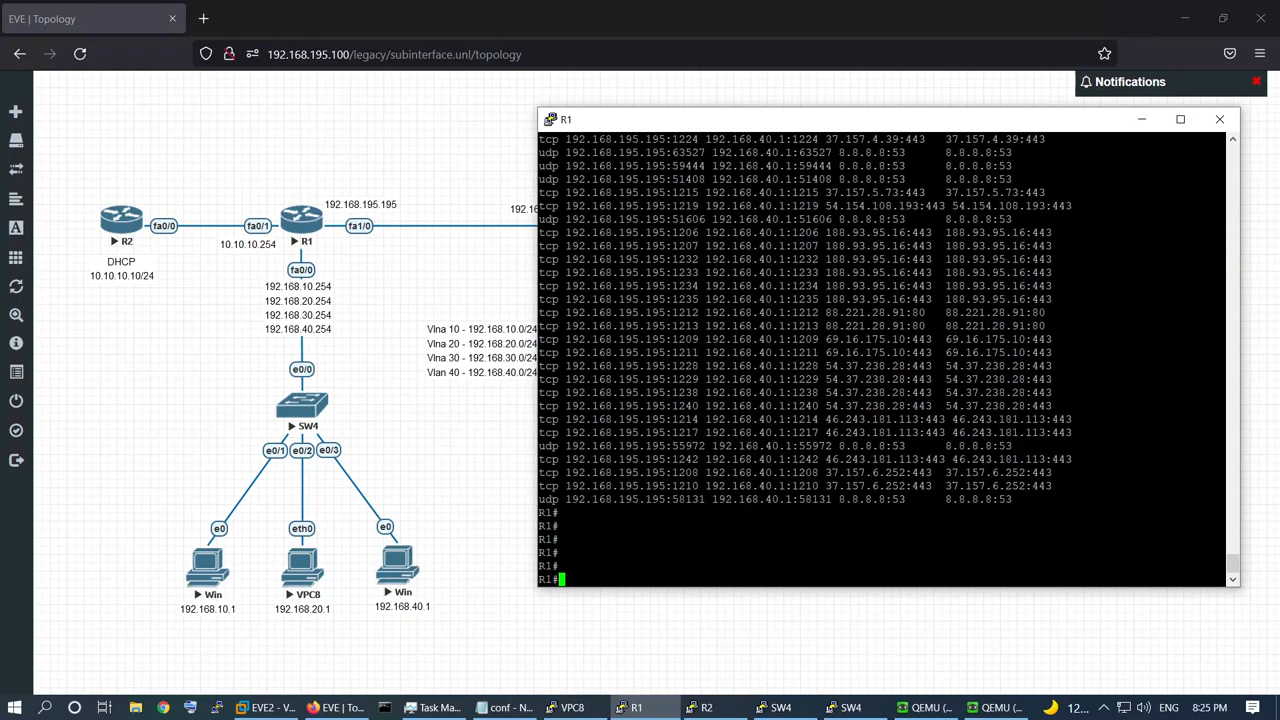 EVE | Topology
192.168.195.100/legacy/subinterface.unl/topology
Notifications
R1
192.168.195.195
192.16
fa0/0
fa0/1
fa1/0
R2
10.10.10.254
R1
DHCP
10.10.10.10/24
fa0/0
192.168.10.254
192.168.20.254
192.168.30.254
192.168.40.254
Vlna 10 - 192.168.10.0/24
Vlna 20 - 192.168.20.0/24
Vlna 30 - 192.168.30.0/24
Vlan 40 - 192.168.40.0/24
e0/0
SW4
e0/1
e0/2
e0/3
e0
eth0
e0
Win
VPC8
Win
192.168.10.1
192.168.20.1
192.168.40.1
tcp 192.168.195.195:1224 192.168.40.1:1224 37.157.4.39:443 37.157.4.39:443
udp 192.168.195.195:63527 192.168.40.1:63527 8.8.8.8:53 8.8.8.8:53
udp 192.168.195.195:59444 192.168.40.1:59444 8.8.8.8:53 8.8.8.8:53
udp 192.168.195.195:51408 192.168.40.1:51408 8.8.8.8:53 8.8.8.8:53
tcp 192.168.195.195:1215 192.168.40.1:1215 37.157.5.73:443 37.157.5.73:443
tcp 192.168.195.195:1219 192.168.40.1:1219 54.154.108.193:443 54.154.108.193:443
udp 192.168.195.195:51606 192.168.40.1:51606 8.8.8.8:53 8.8.8.8:53
tcp 192.168.195.195:1206 192.168.40.1:1206 188.93.95.16:443 188.93.95.16:443
tcp 192.168.195.195:1207 192.168.40.1:1207 188.93.95.16:443 188.93.95.16:443
tcp 192.168.195.195:1232 192.168.40.1:1232 188.93.95.16:443 188.93.95.16:443
tcp 192.168.195.195:1233 192.168.40.1:1233 188.93.95.16:443 188.93.95.16:443
tcp 192.168.195.195:1234 192.168.40.1:1234 188.93.95.16:443 188.93.95.16:443
tcp 192.168.195.195:1235 192.168.40.1:1235 188.93.95.16:443 188.93.95.16:443
tcp 192.168.195.195:1212 192.168.40.1:1212 88.221.28.91:80 88.221.28.91:80
tcp 192.168.195.195:1213 192.168.40.1:1213 88.221.28.91:80 88.221.28.91:80
tcp 192.168.195.195:1209 192.168.40.1:1209 69.16.175.10:443 69.16.175.10:443
tcp 192.168.195.195:1211 192.168.40.1:1211 69.16.175.10:443 69.16.175.10:443
tcp 192.168.195.195:1228 192.168.40.1:1228 54.37.238.28:443 54.37.238.28:443
tcp 192.168.195.195:1229 192.168.40.1:1229 54.37.238.28:443 54.37.238.28:443
tcp 192.168.195.195:1238 192.168.40.1:1238 54.37.238.28:443 54.37.238.28:443
tcp 192.168.195.195:1240 192.168.40.1:1240 54.37.238.28:443 54.37.238.28:443
tcp 192.168.195.195:1214 192.168.40.1:1214 46.243.181.113:443 46.243.181.113:443
tcp 192.168.195.195:1217 192.168.40.1:1217 46.243.181.113:443 46.243.181.113:443
udp 192.168.195.195:55972 192.168.40.1:55972 8.8.8.8:53 8.8.8.8:53
tcp 192.168.195.195:1242 192.168.40.1:1242 46.243.181.113:443 46.243.181.113:443
tcp 192.168.195.195:1208 192.168.40.1:1208 37.157.6.252:443 37.157.6.252:443
tcp 192.168.195.195:1210 192.168.40.1:1210 37.157.6.252:443 37.157.6.252:443
udp 192.168.195.195:58131 192.168.40.1:58131 8.8.8.8:53 8.8.8.8:53
R1#
R1#
R1#
R1#
R1#
R1#
EVE2 - V...
EVE | To...
Task Ma...
conf - N...
VPC8
R1
R2
SW4
SW4
QEMU (...
QEMU (...
12...
ENG
8:25 PM